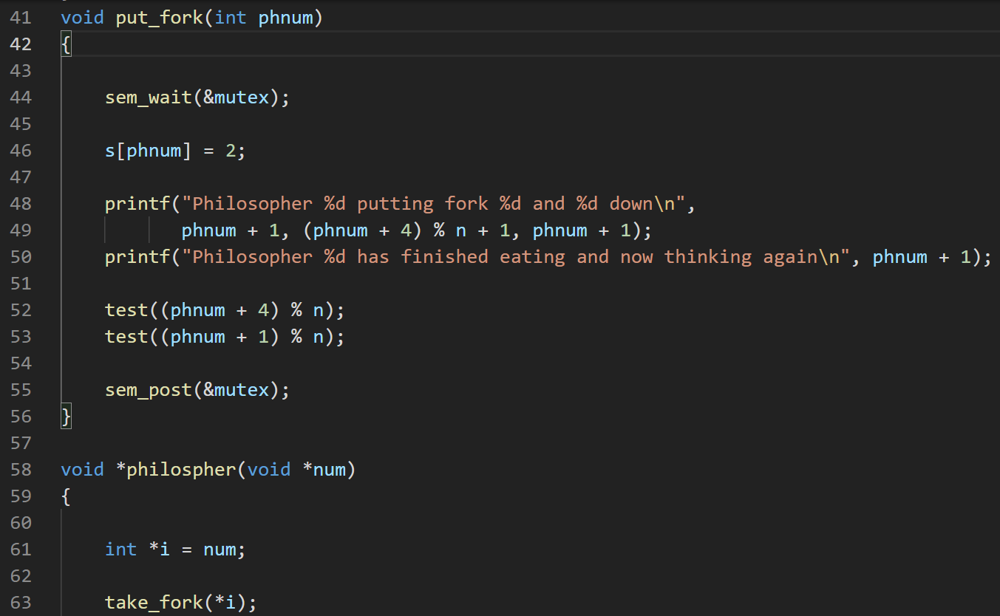 41 void put_fork(int phnum)
42 {
43
44 sem_wait(&mutex);
45
46 s[phnum] = 2;
47
48 printf("Philosopher %d putting fork %d and %d down\n",
49 phnum + 1, (phnum + 4) % n + 1, phnum + 1);
50 printf("Philosopher %d has finished eating and now thinking again\n", phnum + 1);
51
52 test((phnum + 4) % n);
53 test((phnum + 1) % n);
54
55 sem_post(&mutex);
56 }
57
58 void *philospher(void *num)
59 {
60
61 int *i = num;
62
63 take_fork(*i);